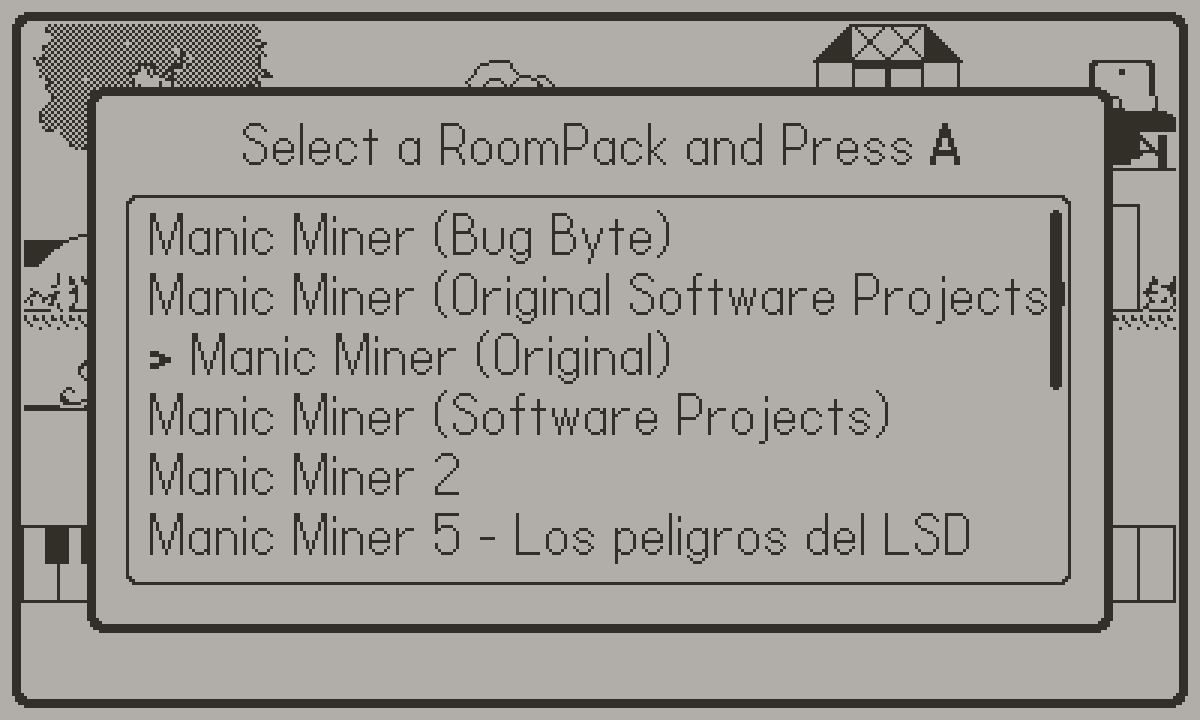 Select a RoomPack and Press A
Manic Miner (Bug Byte)
Manic Miner (Original Software Projects
Manic Miner (Original)
Manic Miner (Software Projects)
Manic Miner 2
Manic Miner 5 - Los peligros del LSD